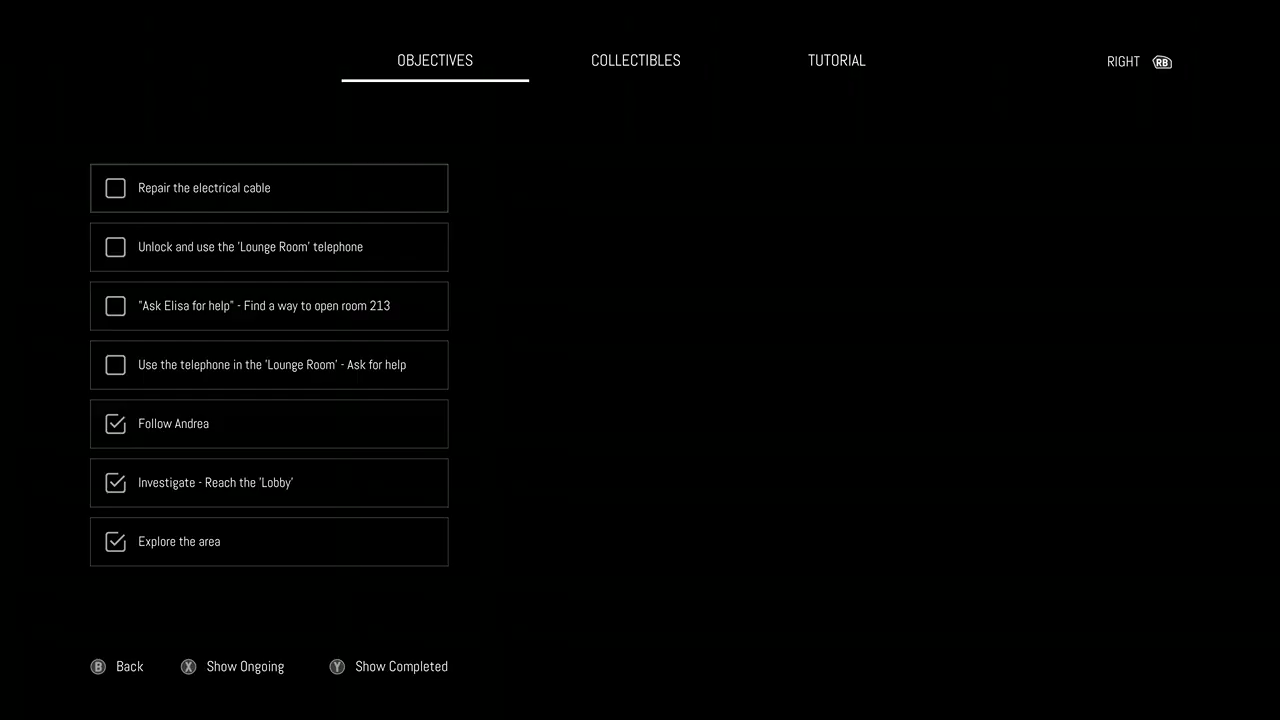 OBJECTIVES COLLECTIBLES TUTORIAL RIGHT RB
Repair the electrical cable
Unlock and use the 'Lounge Room' telephone
"Ask Elisa for help" - Find a way to open room 213
Use the telephone in the 'Lounge Room' - Ask for help
Follow Andrea
Investigate - Reach the 'Lobby'
Explore the area
B Back X Show Ongoing Y Show Completed